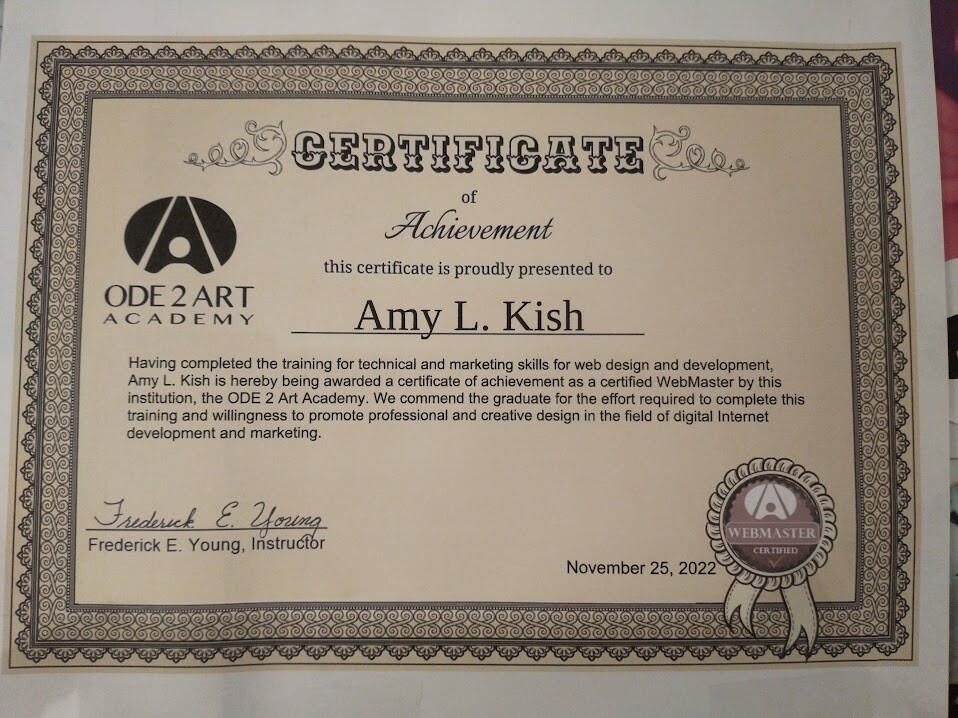 CERTIFICATE
of
Achievement
this certificate is proudly presented to
ODE 2 ART
ACADEMY
Amy L. Kish
Having completed the training for technical and marketing skills for web design and development,
Amy L. Kish is hereby being awarded a certificate of achievement as a certified WebMaster by this
institution, the ODE 2 Art Academy. We commend the graduate for the effort required to complete this
training and willingness to promote professional and creative design in the field of digital Internet
development and marketing.
Frederick E. Young
Frederick E. Young, Instructor
November 25, 2022
WEBMASTER
CERTIFIED